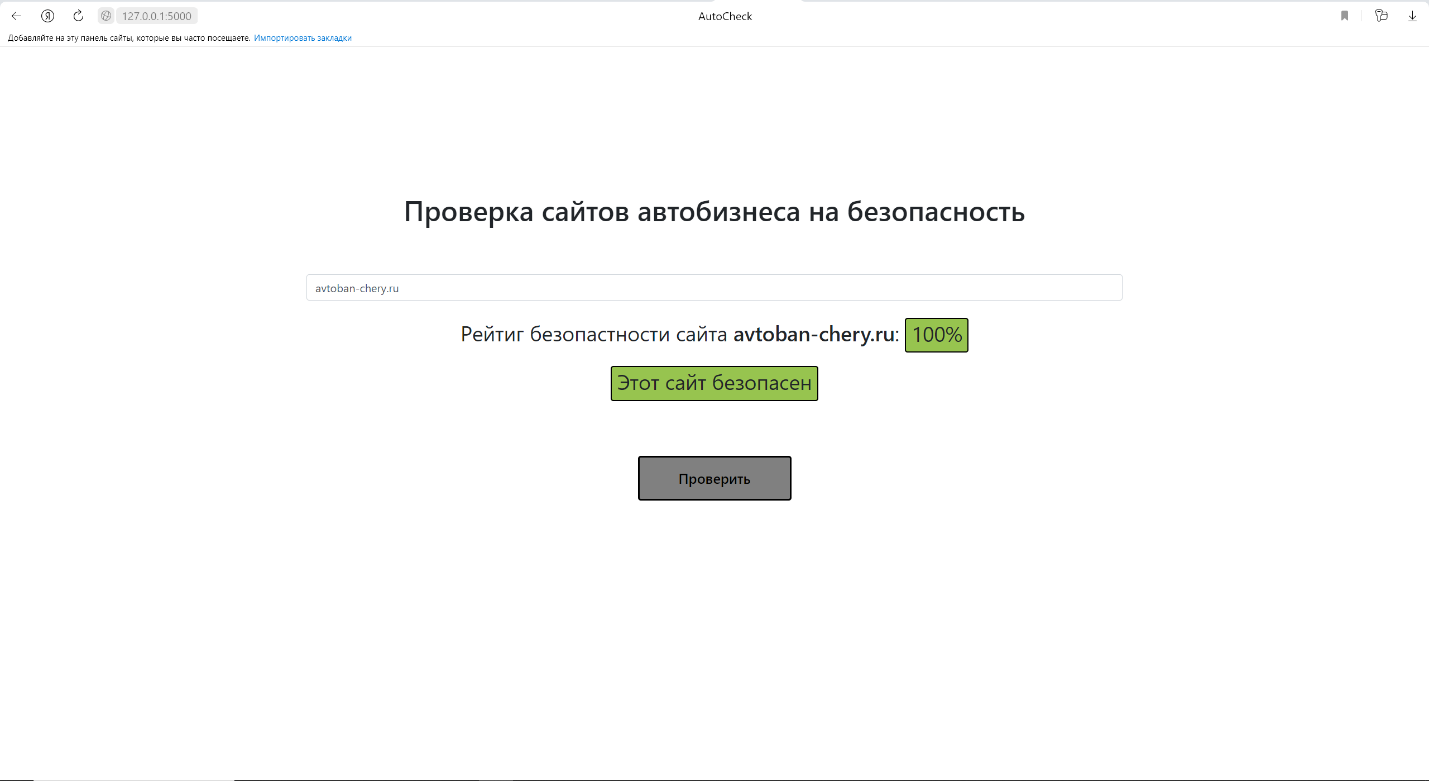 127.0.0.1:5000
AutoCheck
Добавляйте на эту панель сайты, которые вы часто посещаете. Импортировать закладки
Проверка сайтов автобизнеса на безопасность
avtoban-chery.ru
Рейтиг безопастности сайта avtoban-chery.ru: 100%
Этот сайт безопасен
Проверить